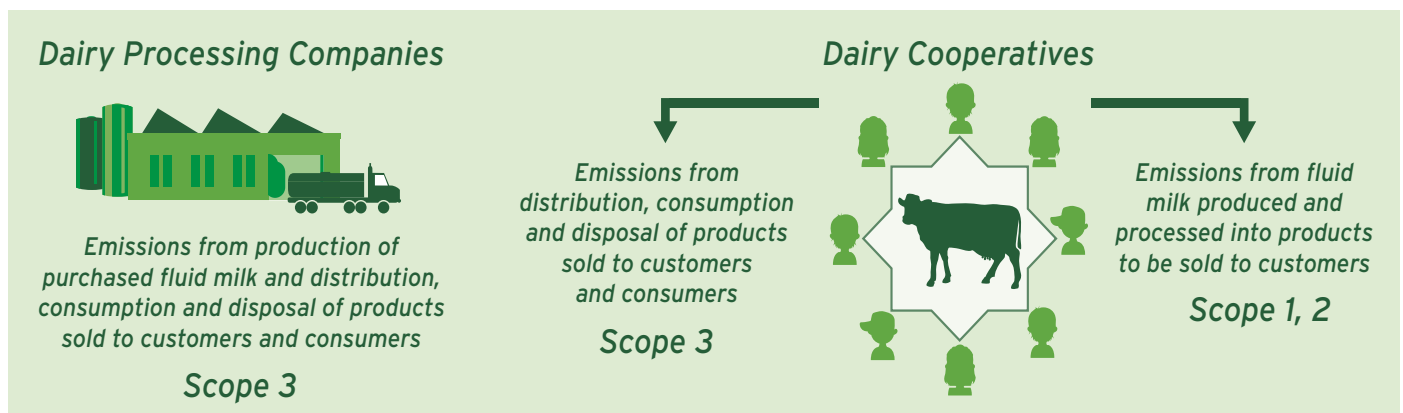 Dairy Processing Companies
Emissions from production of
purchased fluid milk and distribution,
consumption and disposal of products
sold to customers and consumers
Scope 3
Dairy Cooperatives
Emissions from
distribution, consumption
and disposal of products
sold to customers
and consumers
Scope 3
Emissions from fluid
milk produced and
processed into products
to be sold to customers
Scope 1, 2